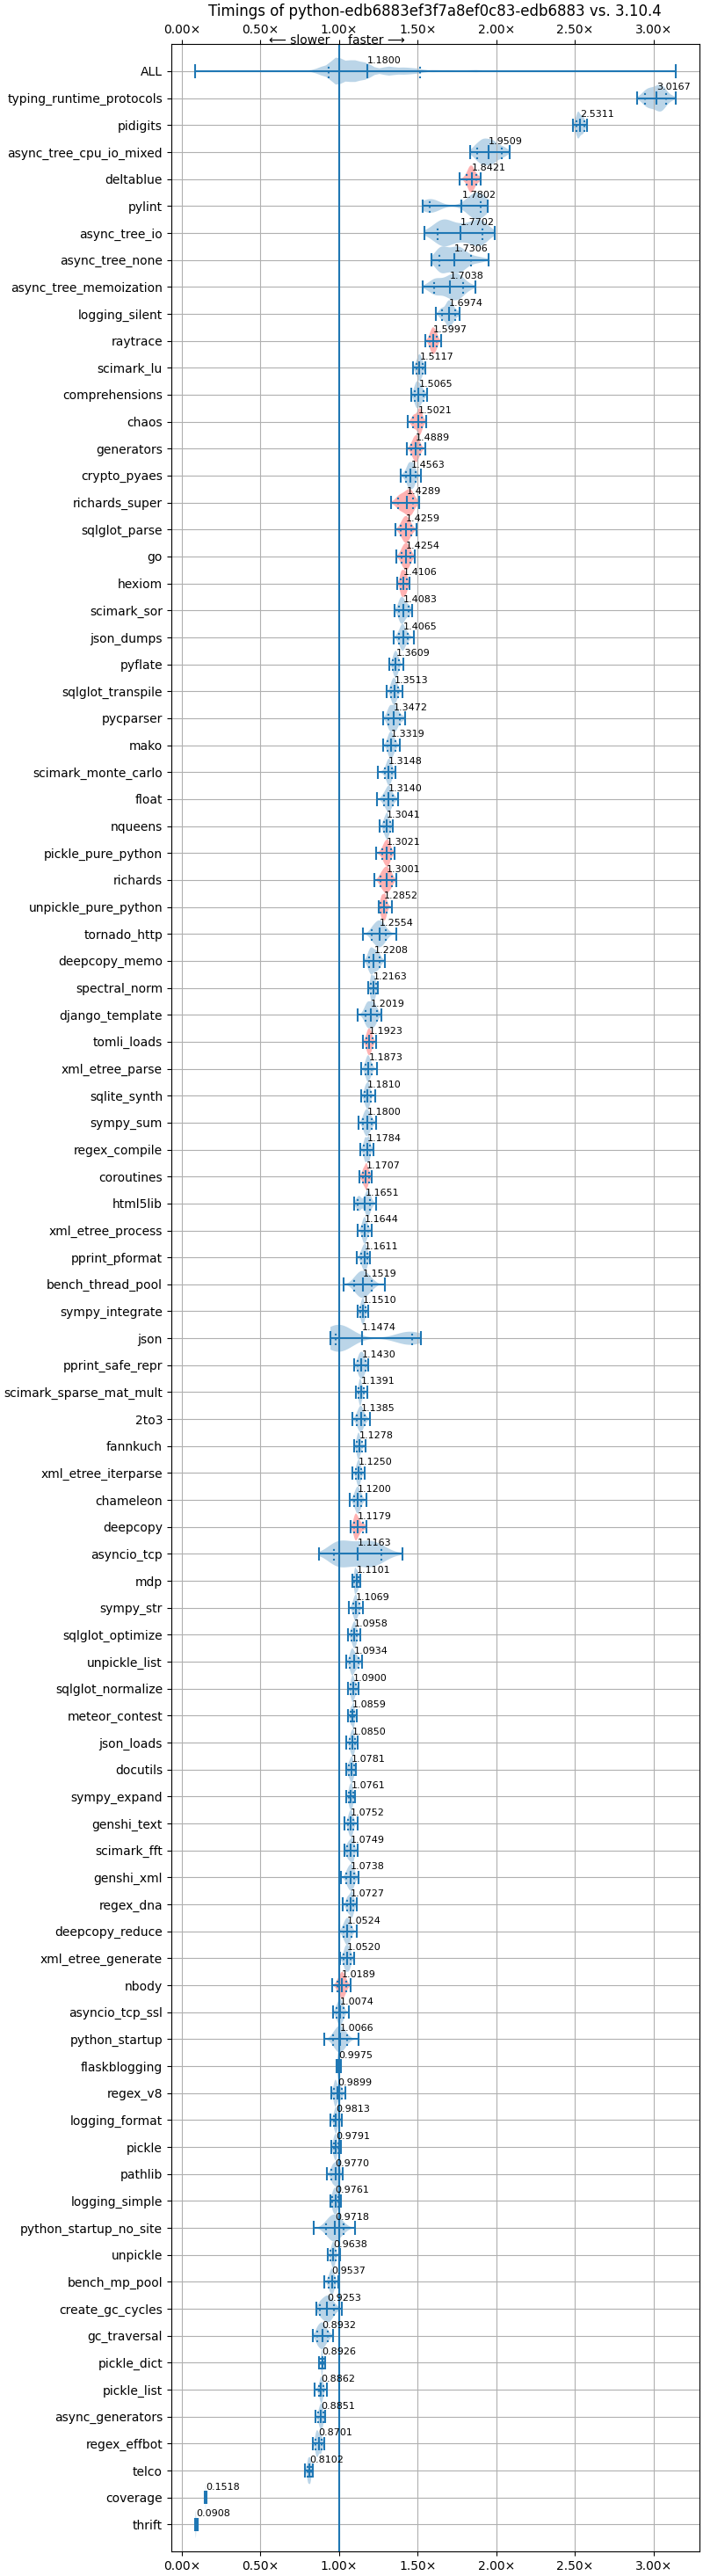 Timings of python-edb6883ef3f7a8ef0c83-edb6883 vs. 3.10.4
0.00× 0.50× 1.00× 1.50× 2.00× 2.50× 3.00×
⟵ slower faster ⟶
ALL 1.1800
typing_runtime_protocols 3.0167
pidigits 2.5311
async_tree_cpu_io_mixed 1.9509
deltablue 1.8421
pylint 1.7802
async_tree_io 1.7702
async_tree_none 1.7306
async_tree_memoization 1.7038
logging_silent 1.6974
raytrace 1.5997
scimark_lu 1.5117
comprehensions 1.5065
chaos 1.5021
generators 1.4889
crypto_pyaes 1.4563
richards_super 1.4289
sqlglot_parse 1.4259
go 1.4254
hexiom 1.4106
scimark_sor 1.4083
json_dumps 1.4065
pyflate 1.3609
sqlglot_transpile 1.3513
pycparser 1.3472
mako 1.3319
scimark_monte_carlo 1.3148
float 1.3140
nqueens 1.3041
pickle_pure_python 1.3021
richards 1.3001
unpickle_pure_python 1.2852
tornado_http 1.2554
deepcopy_memo 1.2208
spectral_norm 1.2163
django_template 1.2019
tomli_loads 1.1923
xml_etree_parse 1.1873
sqlite_synth 1.1810
sympy_sum 1.1800
regex_compile 1.1784
coroutines 1.1707
html5lib 1.1651
xml_etree_process 1.1644
pprint_pformat 1.1611
bench_thread_pool 1.1519
sympy_integrate 1.1510
json 1.1474
pprint_safe_repr 1.1430
scimark_sparse_mat_mult 1.1391
2to3 1.1385
fannkuch 1.1278
xml_etree_iterparse 1.1250
chameleon 1.1200
deepcopy 1.1179
asyncio_tcp 1.1163
mdp 1.1101
sympy_str 1.1069
sqlglot_optimize 1.0958
unpickle_list 1.0934
sqlglot_normalize 1.0900
meteor_contest 1.0859
json_loads 1.0850
docutils 1.0781
sympy_expand 1.0761
genshi_text 1.0752
scimark_fft 1.0749
genshi_xml 1.0738
regex_dna 1.0727
deepcopy_reduce 1.0524
xml_etree_generate 1.0520
nbody 1.0189
asyncio_tcp_ssl 1.0074
python_startup 1.0066
flaskblogging 0.9975
regex_v8 0.9899
logging_format 0.9813
pickle 0.9791
pathlib 0.9770
logging_simple 0.9761
python_startup_no_site 0.9718
unpickle 0.9638
bench_mp_pool 0.9537
create_gc_cycles 0.9253
gc_traversal 0.8932
pickle_dict 0.8926
pickle_list 0.8862
async_generators 0.8851
regex_effbot 0.8701
telco 0.8102
coverage 0.1518
thrift 0.0908
0.00× 0.50× 1.00× 1.50× 2.00× 2.50× 3.00×